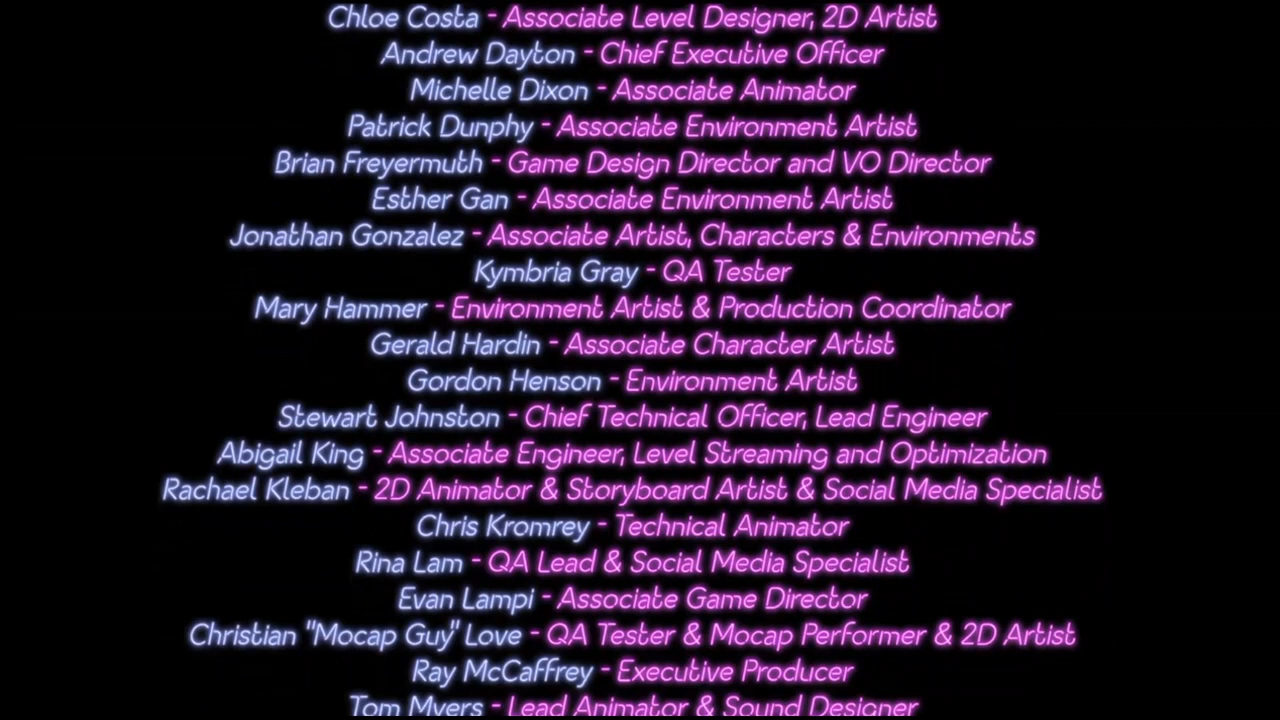 Chloe Costa - Associate Level Designer, 2D Artist
Andrew Dayton - Chief Executive Officer
Michelle Dixon - Associate Animator
Patrick Dunphy - Associate Environment Artist
Brian Freyermuth - Game Design Director and VO Director
Esther Gan - Associate Environment Artist
Jonathan Gonzalez - Associate Artist, Characters & Environments
Kymbria Gray - QA Tester
Mary Hammer - Environment Artist & Production Coordinator
Gerald Hardin - Associate Character Artist
Gordon Henson - Environment Artist
Stewart Johnston - Chief Technical Officer, Lead Engineer
Abigail King - Associate Engineer, Level Streaming and Optimization
Rachael Kleban - 2D Animator & Storyboard Artist & Social Media Specialist
Chris Kromrey - Technical Animator
Rina Lam - QA Lead & Social Media Specialist
Evan Lampi - Associate Game Director
Christian "Mocap Guy" Love - QA Tester & Mocap Performer & 2D Artist
Ray McCaffrey - Executive Producer
Tom Myers - Lead Animator & Sound Designer